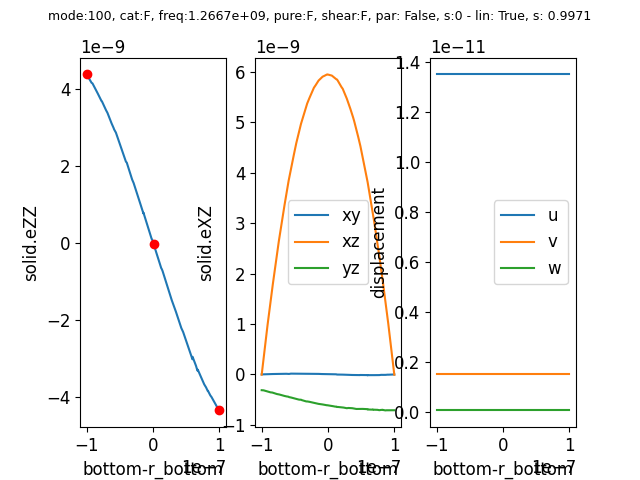 mode:100, cat:F, freq:1.2667e+09, pure:F, shear:F, par: False, s:0 - lin: True, s: 0.9971
1e−9
4
2
0
−2
−4
solid.eZZ
−1
0
1
1e−7
bottom-r_bottom
1e−9
6
5
4
3
2
1
0
−1
solid.eXZ
xy
xz
yz
−1
0
1
1e−7
bottom-r_bottom
1e−11
1.4
1.2
1.0
0.8
0.6
0.4
0.2
0.0
displacement
u
v
w
−1
0
1
1e−7
bottom-r_bottom